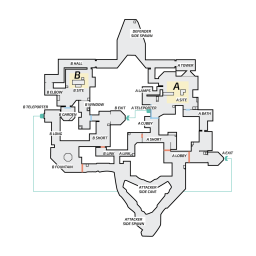 DEFENDER
SIDE SPAWN
B HALL
A TOWER
B
B SITE
B ELBOW
A LAMPS
A
A SITE
B TELEPORTER
B WINDOW
B EXIT
A TELEPORTER
B GARDEN
A BATH
A CUBBY
B LONG
B SHORT
A SHORT
B LINK
A LINK
A LOBBY
A EXIT
B FOUNTAIN
ATTACKER
SIDE CAVE
ATTACKER
SIDE SPAWN